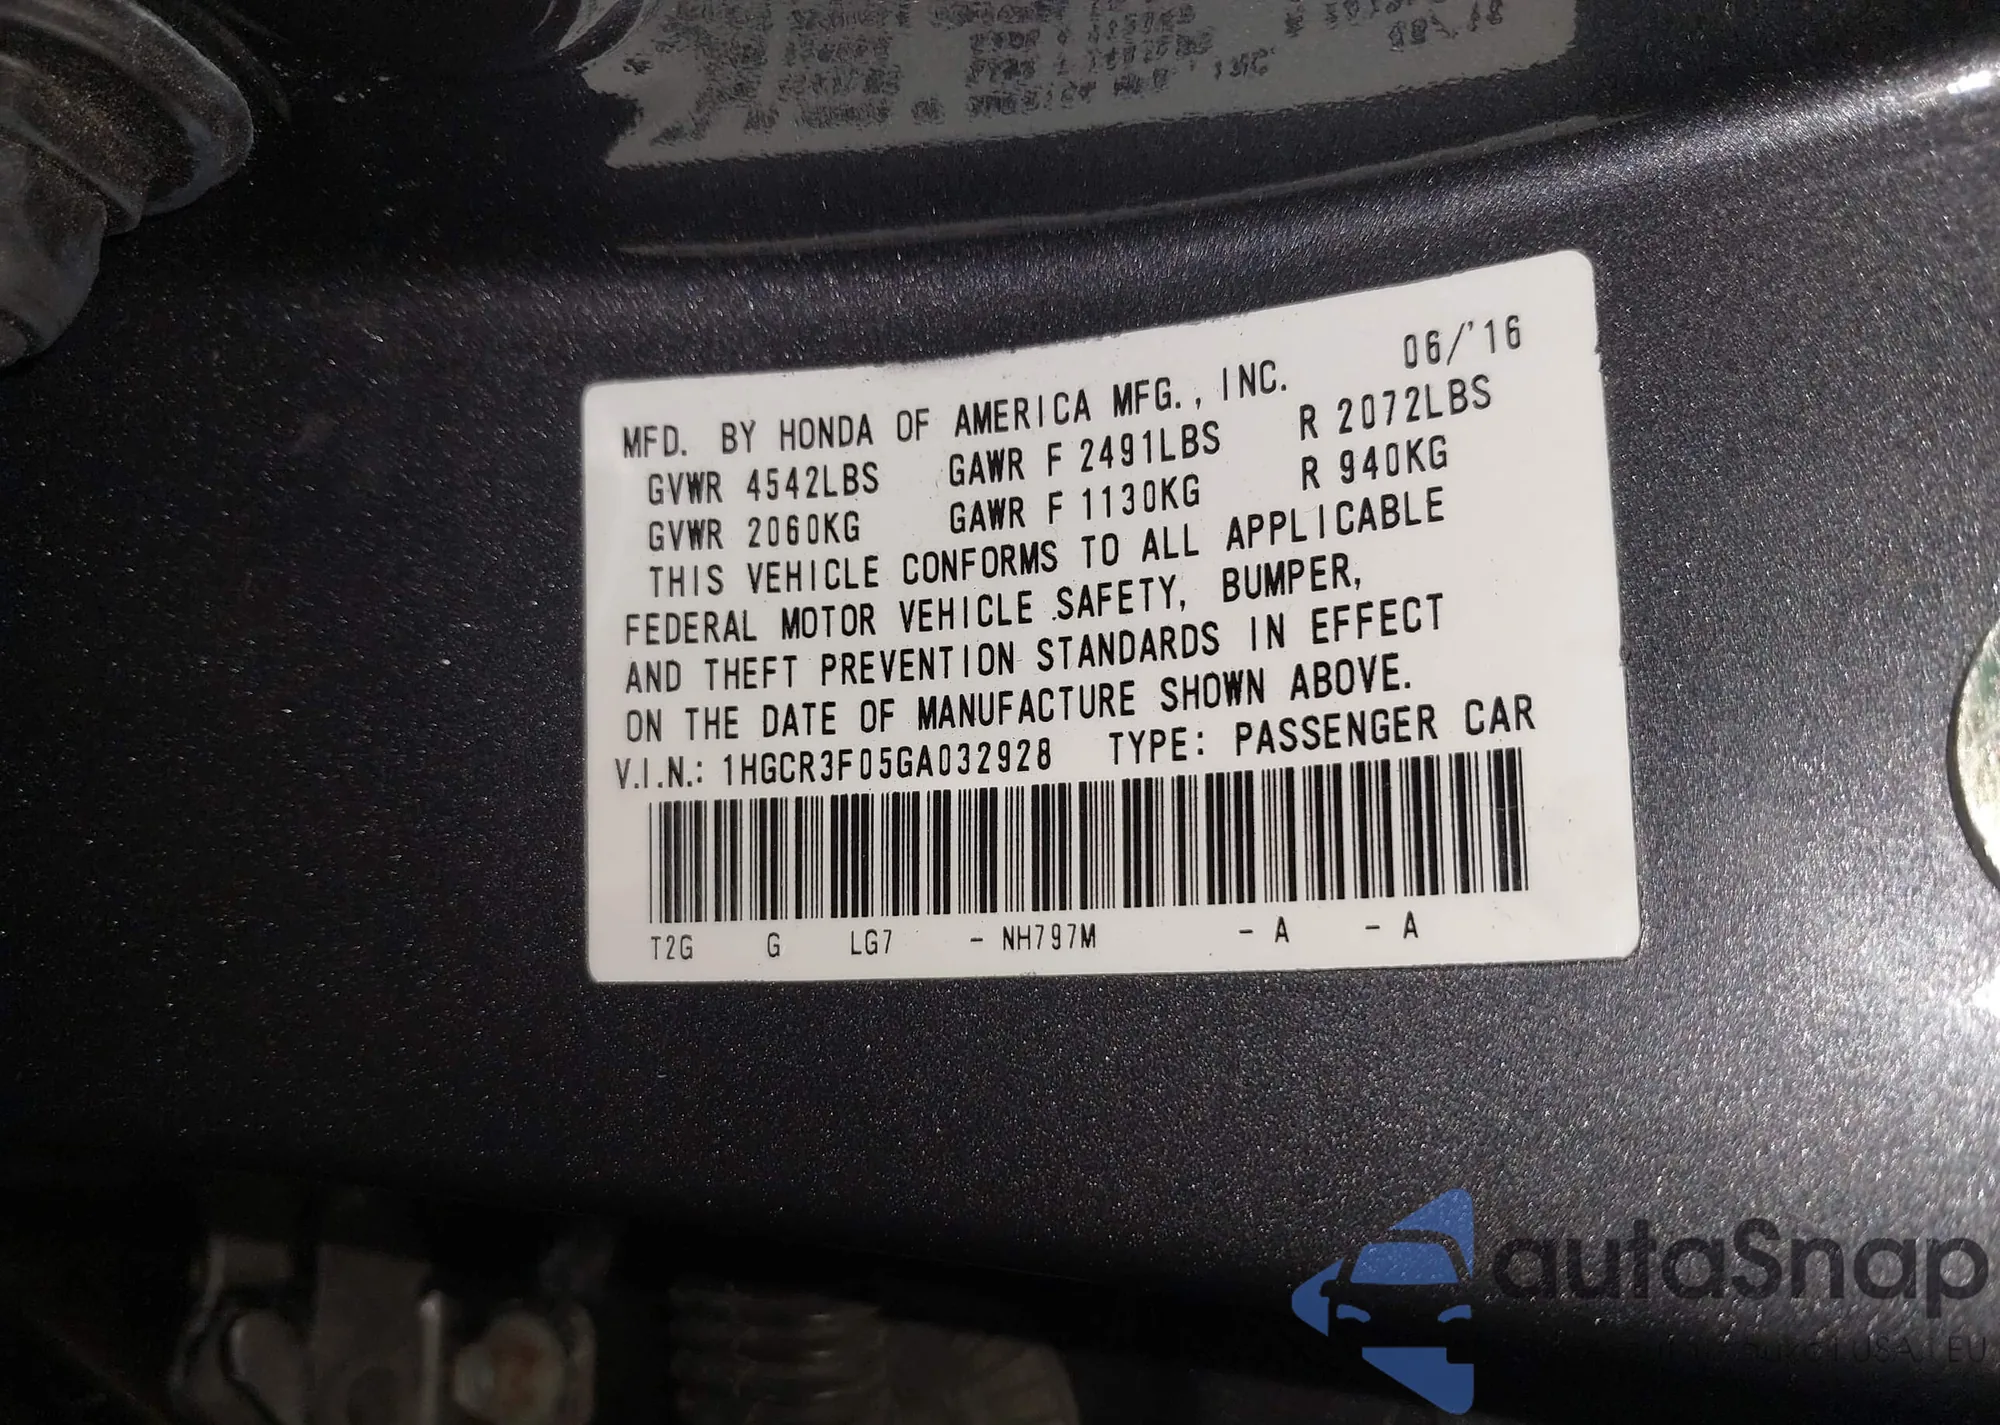 MFD. BY HONDA OF AMERICA MFG., INC. 06/'16
GVWR 4542LBS GAWR F 2491LBS R 2072LBS
GVWR 2060KG GAWR F 1130KG R 940KG
THIS VEHICLE CONFORMS TO ALL APPLICABLE
FEDERAL MOTOR VEHICLE SAFETY, BUMPER,
AND THEFT PREVENTION STANDARDS IN EFFECT
ON THE DATE OF MANUFACTURE SHOWN ABOVE.
V.I.N.: 1HGCR3F05GA032928 TYPE: PASSENGER CAR
T2G G LG7 - NH797M - A - A
autaSnap
USA | EU